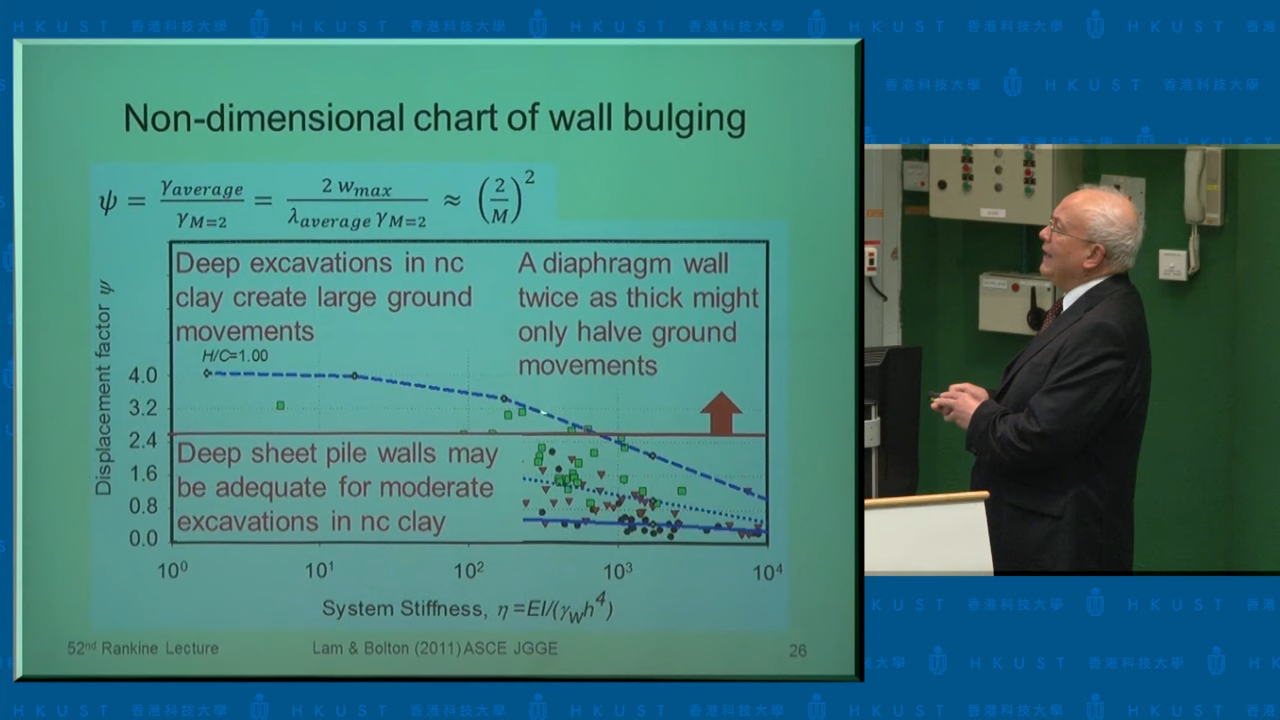 Non-dimensional chart of wall bulging
ψ = γaverage / γM=2 = 2 wmax / λaverage γM=2 ≈ (2/M)²
Deep excavations in nc
clay create large ground
movements
A diaphragm wall
twice as thick might
only halve ground
movements
H/C=1.00
Displacement factor ψ
4.0
3.2
2.4
1.6
0.8
0.0
Deep sheet pile walls may
be adequate for moderate
excavations in nc clay
10⁰ 10¹ 10² 10³ 10⁴
System Stiffness, η =EI/(γwh⁴)
52nd Rankine Lecture Lam & Bolton (2011) ASCE JGGE 26
HKUST 香港科技大學